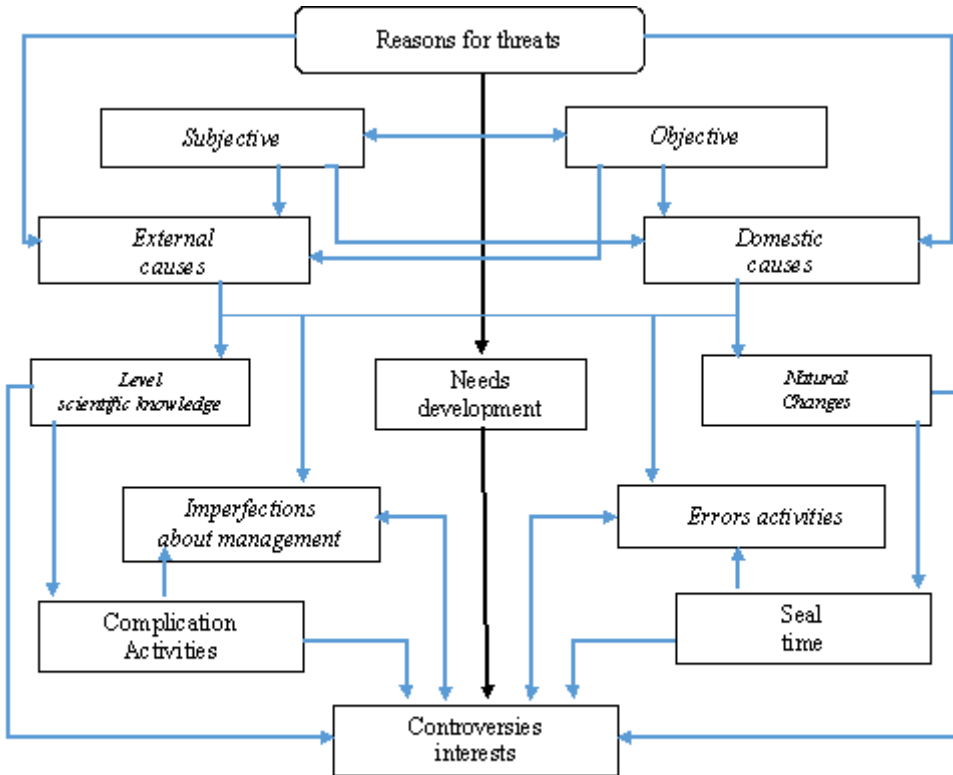 Reasons for threats
Subjective
Objective
External
causes
Domestic
causes
Level
scientific knowledge
Needs
development
Natural
Changes
Imperfections
about management
Errors activities
Complication
Activities
Seal
time
Controversies
interests